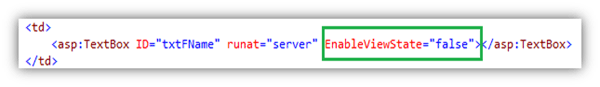 <td>
<asp:TextBox ID="txtFName" runat="server" EnableViewState="false"></asp:TextBox>
</td>